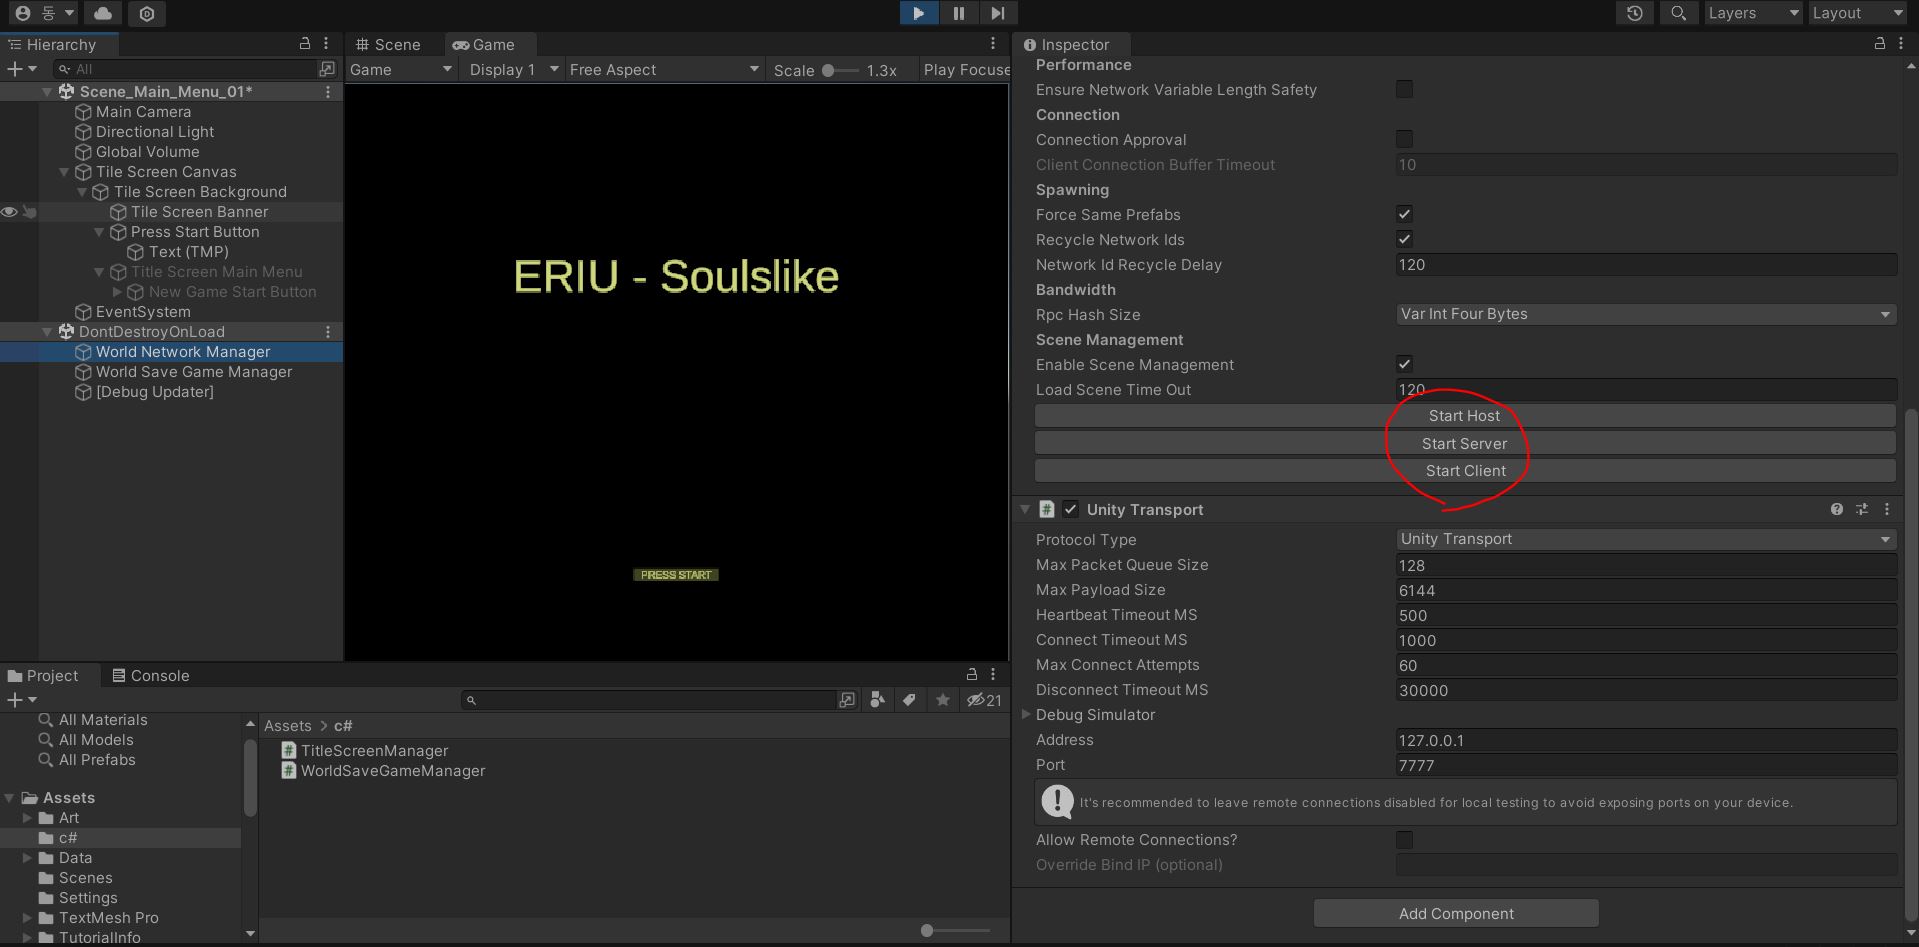 동
Layers
Layout
Hierarchy
All
Scene_Main_Menu_01*
Main Camera
Directional Light
Global Volume
Tile Screen Canvas
Tile Screen Background
Tile Screen Banner
Press Start Button
Text (TMP)
Title Screen Main Menu
New Game Start Button
EventSystem
DontDestroyOnLoad
World Network Manager
World Save Game Manager
[Debug Updater]
Scene
Game
Game
Display 1
Free Aspect
Scale
1.3x
Play Focuse
ERIU - Soulslike
PRESS START
Project
Console
21
All Materials
All Models
All Prefabs
Assets
Art
c#
Data
Scenes
Settings
TextMesh Pro
TutorialInfo
Assets > c#
TitleScreenManager
WorldSaveGameManager
Inspector
Performance
Ensure Network Variable Length Safety
Connection
Connection Approval
Client Connection Buffer Timeout 10
Spawning
Force Same Prefabs
Recycle Network Ids
Network Id Recycle Delay 120
Bandwidth
Rpc Hash Size Var Int Four Bytes
Scene Management
Enable Scene Management
Load Scene Time Out 120
Start Host
Start Server
Start Client
# Unity Transport
Protocol Type Unity Transport
Max Packet Queue Size 128
Max Payload Size 6144
Heartbeat Timeout MS 500
Connect Timeout MS 1000
Max Connect Attempts 60
Disconnect Timeout MS 30000
Debug Simulator
Address 127.0.0.1
Port 7777
It's recommended to leave remote connections disabled for local testing to avoid exposing ports on your device.
Allow Remote Connections?
Override Bind IP (optional)
Add Component